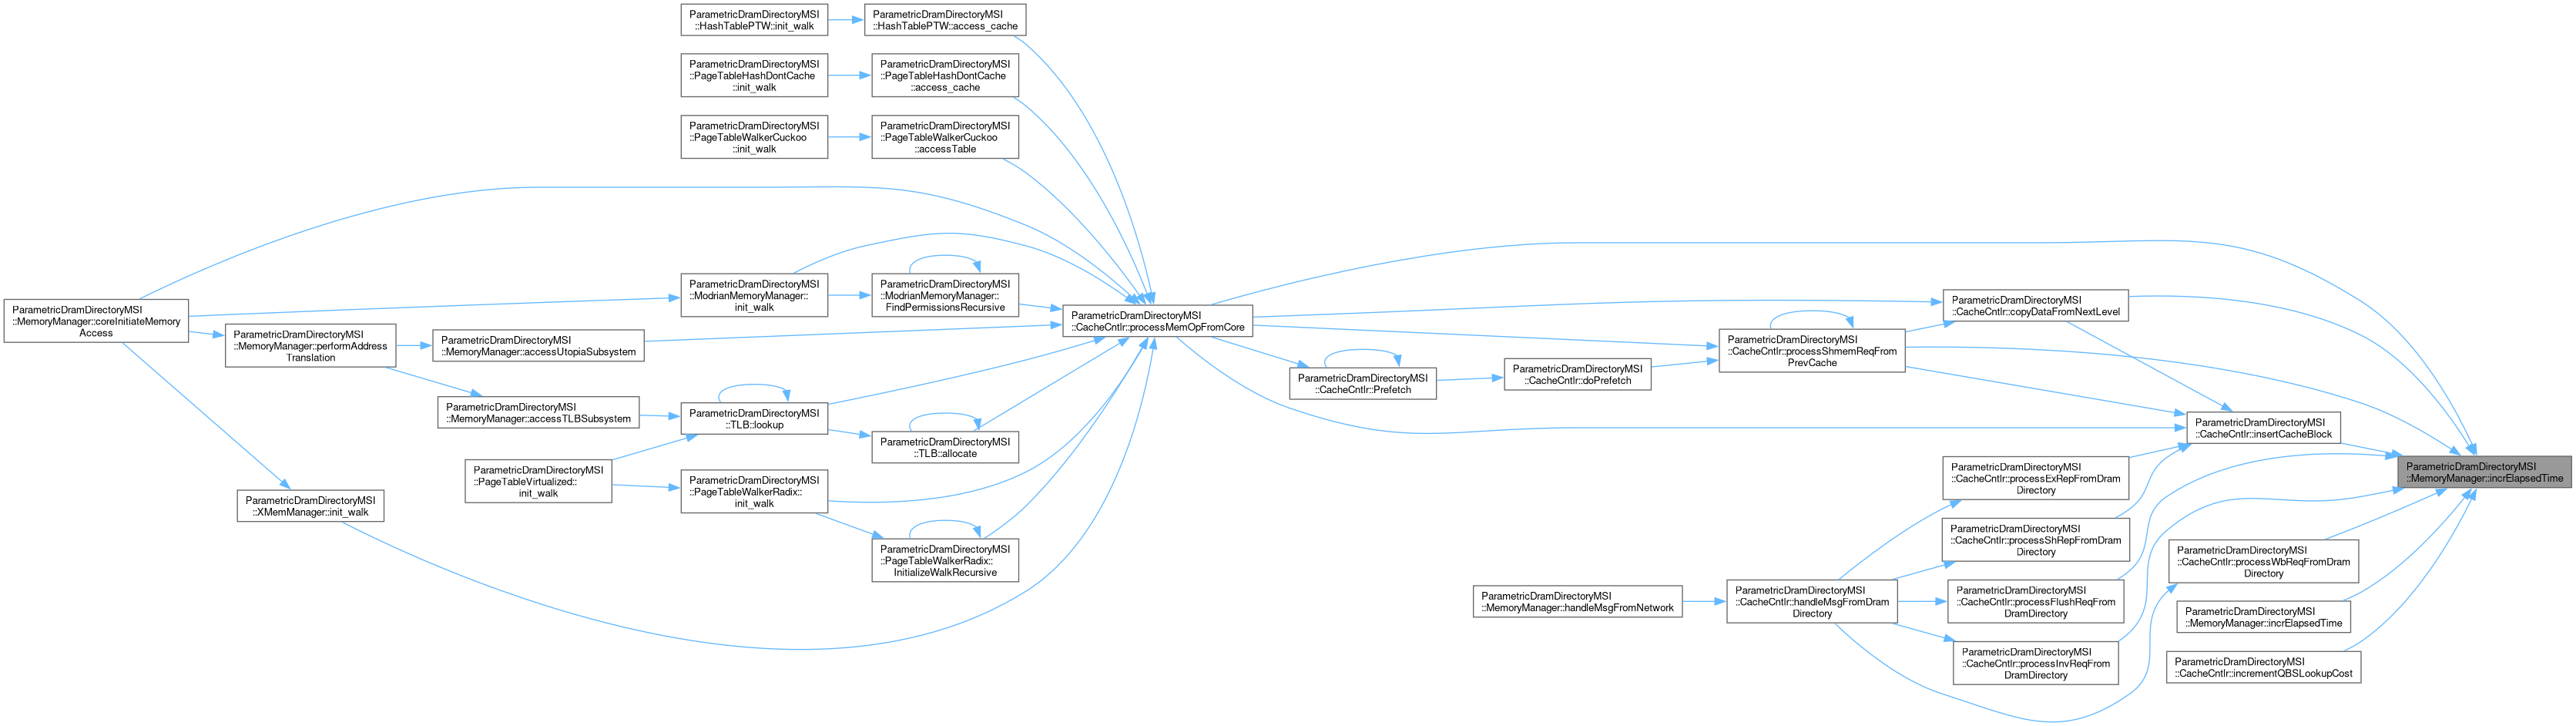 ParametricDramDirectoryMSI
::HashTablePTW::init_walk
ParametricDramDirectoryMSI
::HashTablePTW::access_cache
ParametricDramDirectoryMSI
::PageTableHashDontCache
::init_walk
ParametricDramDirectoryMSI
::PageTableHashDontCache
::access_cache
ParametricDramDirectoryMSI
::PageTableWalkerCuckoo
::init_walk
ParametricDramDirectoryMSI
::PageTableWalkerCuckoo
::accessTable
ParametricDramDirectoryMSI
::MemoryManager::coreInitiateMemory
Access
ParametricDramDirectoryMSI
::ModrianMemoryManager::
init_walk
ParametricDramDirectoryMSI
::ModrianMemoryManager::
FindPermissionsRecursive
ParametricDramDirectoryMSI
::MemoryManager::performAddress
Translation
ParametricDramDirectoryMSI
::MemoryManager::accessUtopiaSubsystem
ParametricDramDirectoryMSI
::CacheCntlr::processMemOpFromCore
ParametricDramDirectoryMSI
::MemoryManager::accessTLBSubsystem
ParametricDramDirectoryMSI
::TLB::lookup
ParametricDramDirectoryMSI
::TLB::allocate
ParametricDramDirectoryMSI
::PageTableVirtualized::
init_walk
ParametricDramDirectoryMSI
::PageTableWalkerRadix::
init_walk
ParametricDramDirectoryMSI
::XMemManager::init_walk
ParametricDramDirectoryMSI
::PageTableWalkerRadix::
InitializeWalkRecursive
ParametricDramDirectoryMSI
::CacheCntlr::Prefetch
ParametricDramDirectoryMSI
::CacheCntlr::doPrefetch
ParametricDramDirectoryMSI
::CacheCntlr::processShmemReqFrom
PrevCache
ParametricDramDirectoryMSI
::CacheCntlr::copyDataFromNextLevel
ParametricDramDirectoryMSI
::CacheCntlr::insertCacheBlock
ParametricDramDirectoryMSI
::MemoryManager::incrElapsedTime
ParametricDramDirectoryMSI
::CacheCntlr::processExRepFromDram
Directory
ParametricDramDirectoryMSI
::CacheCntlr::processShRepFromDram
Directory
ParametricDramDirectoryMSI
::CacheCntlr::processWbReqFromDram
Directory
ParametricDramDirectoryMSI
::MemoryManager::handleMsgFromNetwork
ParametricDramDirectoryMSI
::CacheCntlr::handleMsgFromDram
Directory
ParametricDramDirectoryMSI
::CacheCntlr::processFlushReqFrom
DramDirectory
ParametricDramDirectoryMSI
::MemoryManager::incrElapsedTime
ParametricDramDirectoryMSI
::CacheCntlr::processInvReqFrom
DramDirectory
ParametricDramDirectoryMSI
::CacheCntlr::incrementQBSLookupCost